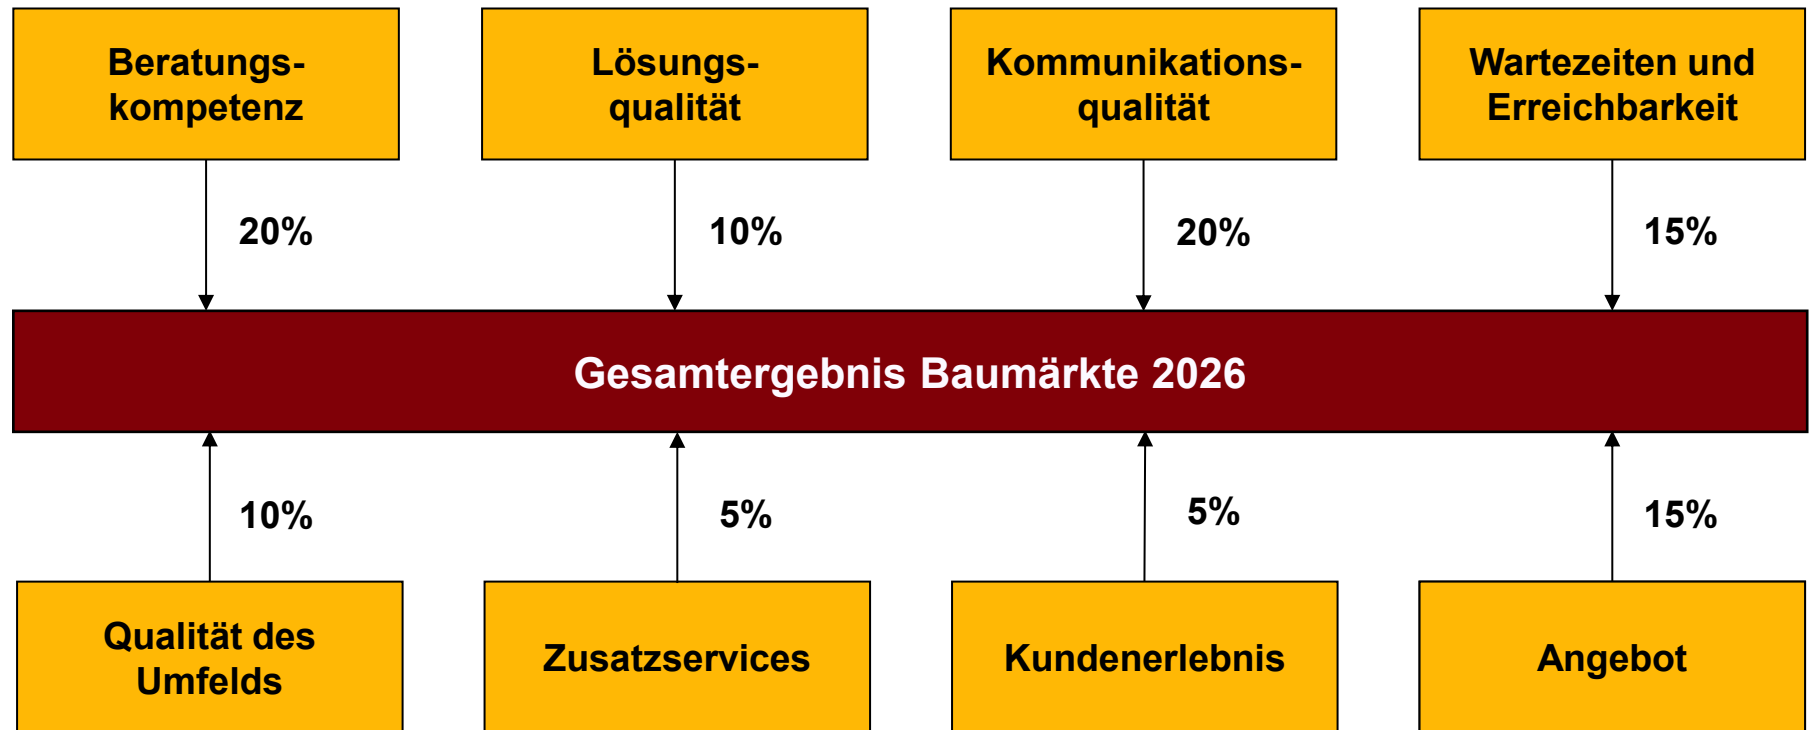 Beratungs-
kompetenz
Lösungs-
qualität
Kommunikations-
qualität
Wartezeiten und
Erreichbarkeit
20%
10%
20%
15%
Gesamtergebnis Baumärkte 2026
10%
5%
5%
15%
Qualität des
Umfelds
Zusatzservices
Kundenerlebnis
Angebot